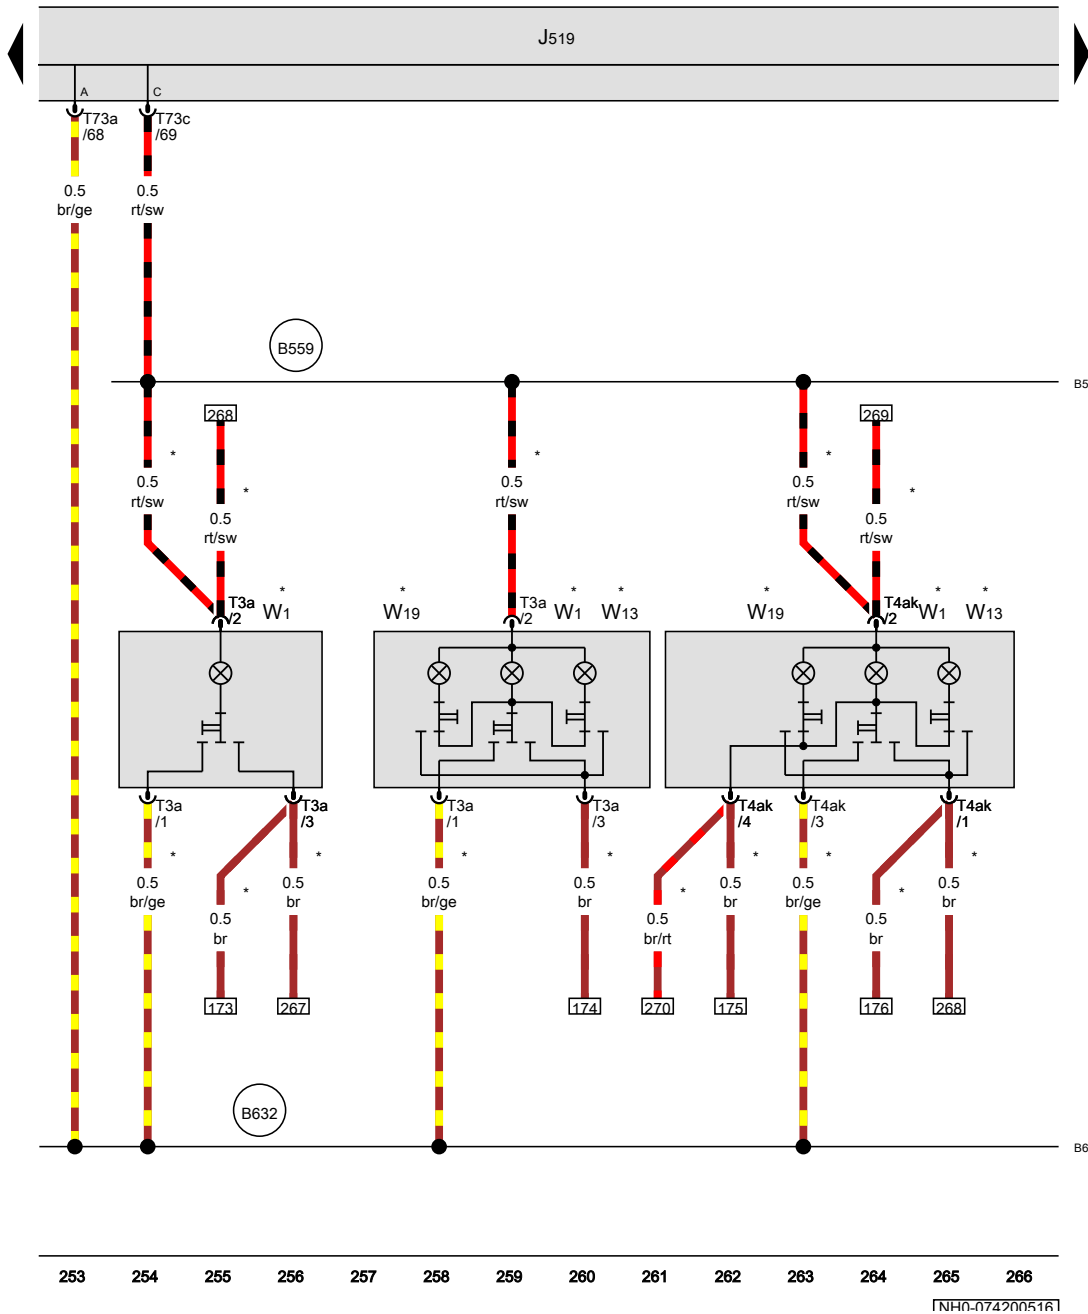 J519
A
C
T73a
/68
T73c
/69
0.5
br/ge
0.5
rt/sw
B559
B5
268
269
*
*
*
*
*
0.5
rt/sw
0.5
rt/sw
0.5
rt/sw
0.5
rt/sw
0.5
rt/sw
T3a
/2
*
W1
*
W19
T3a
/2
*
W1
*
W13
*
W19
T4ak
/2
*
W1
*
W13
T3a
/1
T3a
/3
T3a
/1
T3a
/3
T4ak
/4
T4ak
/3
T4ak
/1
*
*
*
*
*
*
*
0.5
br/ge
0.5
br
0.5
br/ge
0.5
br
0.5
br
0.5
br/ge
0.5
br
*
*
*
0.5
br
0.5
br/rt
0.5
br
173
267
174
270
175
176
268
B632
B6
253 254 255 256 257 258 259 260 261 262 263 264 265 266
NH0-074200516